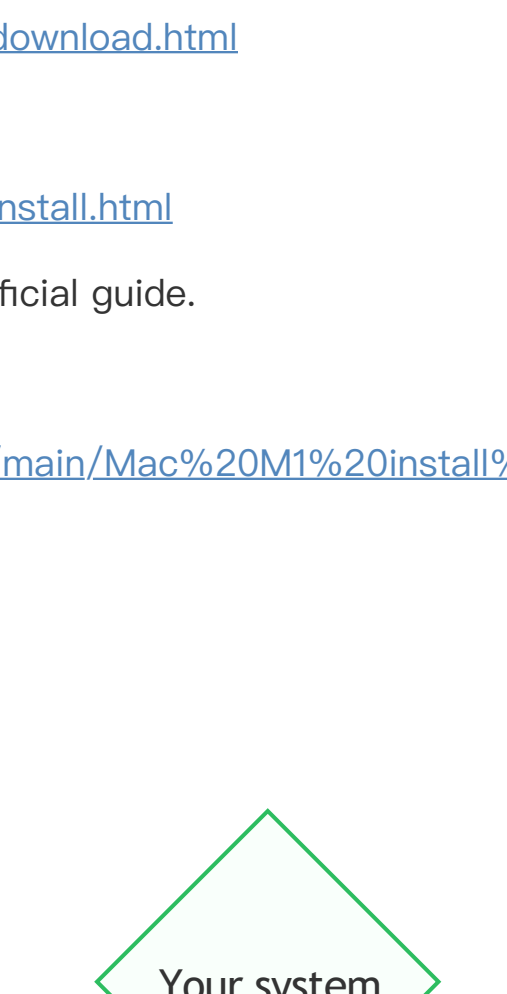 download.html
nstall.html
ficial guide.
/main/Mac%20M1%20install%
Your system